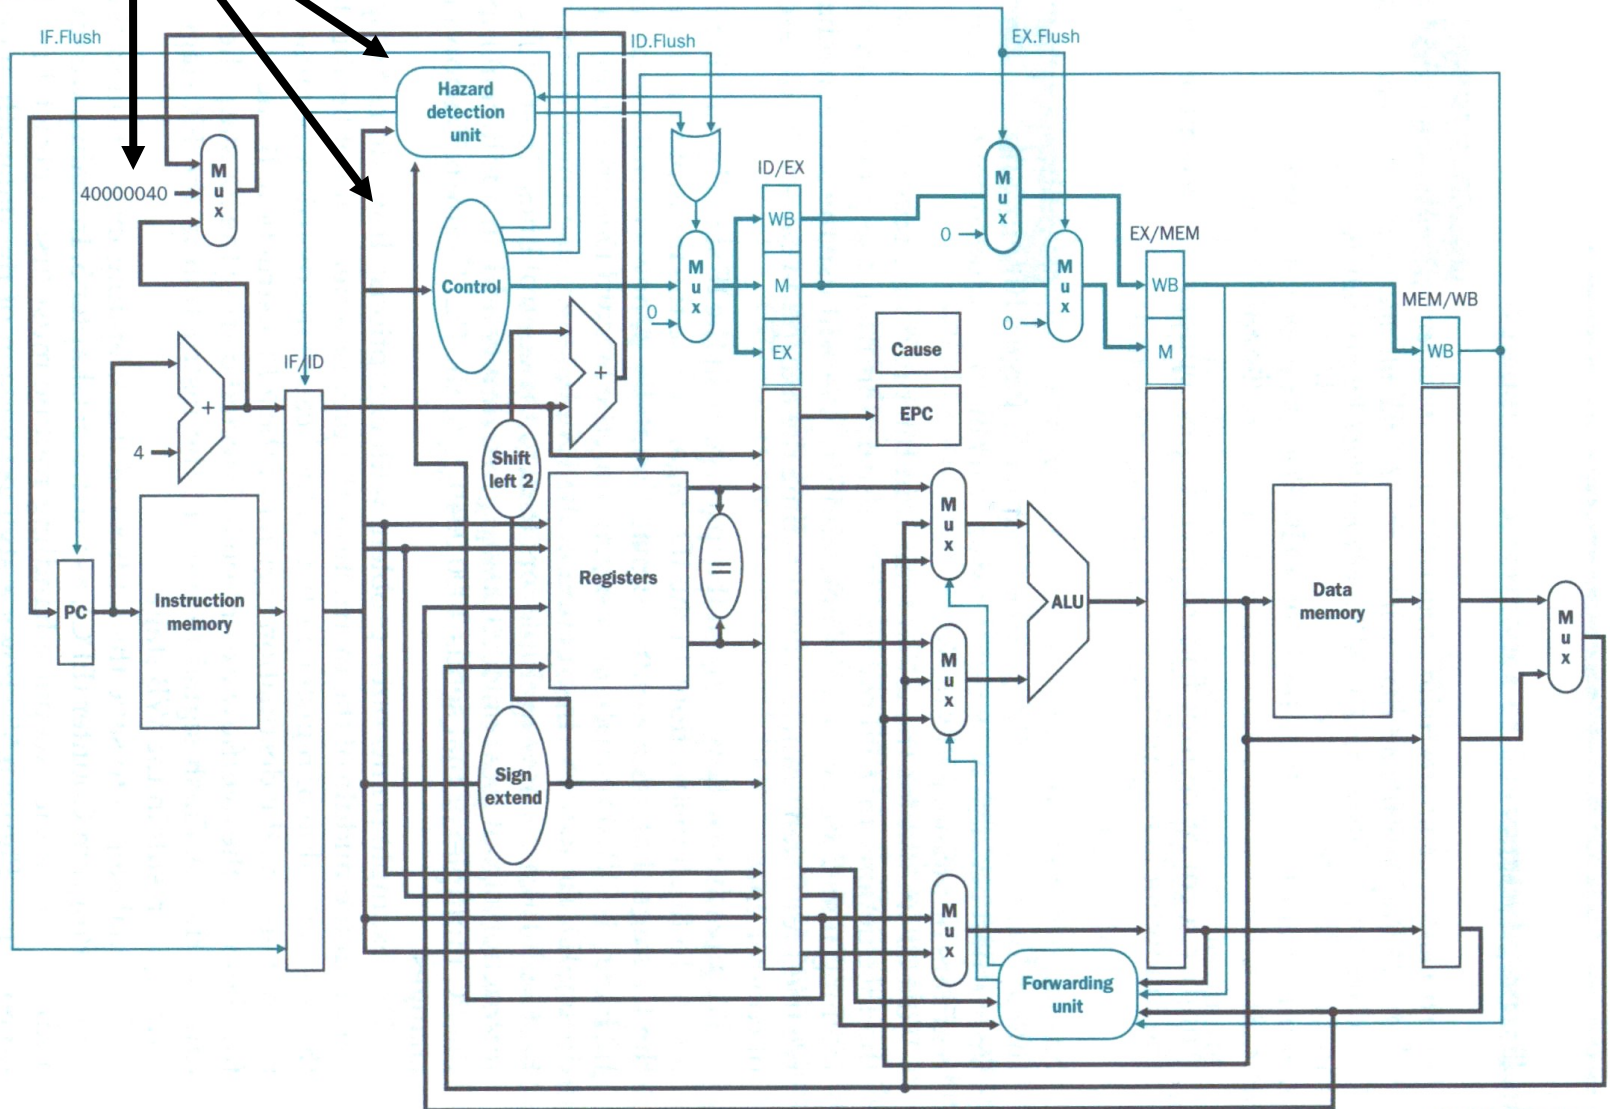 IF.Flush
ID.Flush
EX.Flush
Hazard
detection
unit
M
u
x
40000040
ID/EX
WB
M
EX
M
u
x
0
EX/MEM
WB
M
M
u
x
0
MEM/WB
WB
Control
M
u
x
0
Cause
EPC
IF/ID
+
4
+
Shift
left 2
M
u
x
PC
Instruction
memory
Registers
=
ALU
Data
memory
M
u
x
M
u
x
Sign
extend
M
u
x
Forwarding
unit